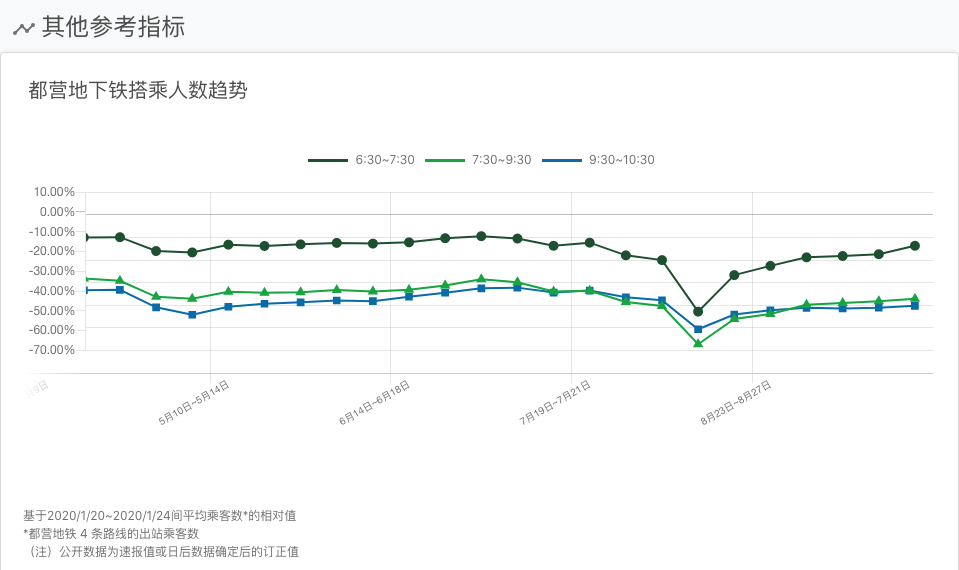 其他参考指标
都营地下铁搭乘人数趋势
6:30~7:30 7:30~9:30 9:30~10:30
10.00%
0.00%
-10.00%
-20.00%
-30.00%
-40.00%
-50.00%
-60.00%
-70.00%
月9日 5月10日~5月14日 6月14日~6月18日 7月19日~7月21日 8月23日~8月27日
基于2020/1/20~2020/1/24间平均乘客数*的相对值
*都营地铁 4 条路线的出站乘客数
（注）公开数据为速报值或日后数据确定后的订正值